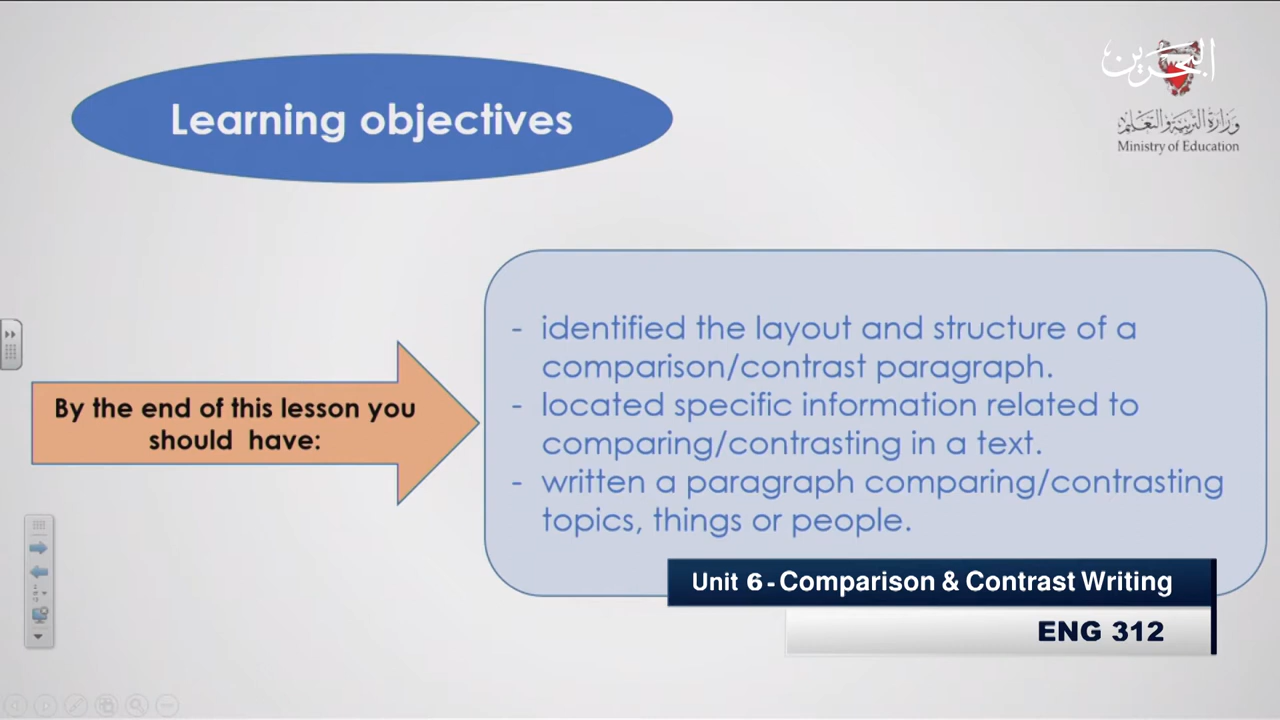 Learning objectives
البحرين
وزارة التربية والتعليم
Ministry of Education
By the end of this lesson you
should have:
- identified the layout and structure of a
comparison/contrast paragraph.
- located specific information related to
comparing/contrasting in a text.
- written a paragraph comparing/contrasting
topics, things or people.
Unit 6 - Comparison & Contrast Writing
ENG 312